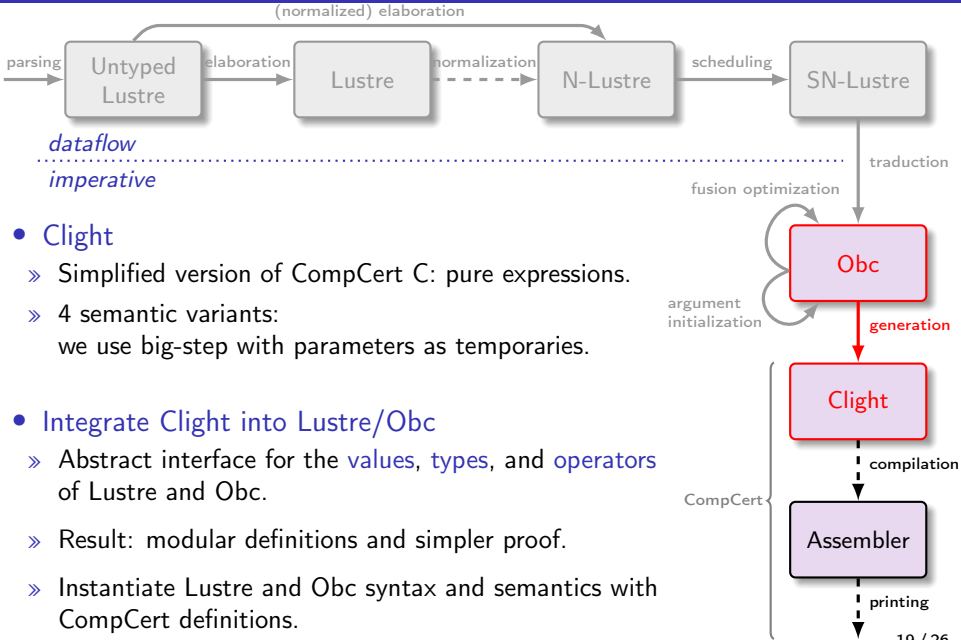 (normalized) elaboration
parsing
Untyped
Lustre
elaboration
Lustre
normalization
N-Lustre
scheduling
SN-Lustre
dataflow
imperative
traduction
fusion optimization
Obc
argument
initialization
generation
• Clight
» Simplified version of CompCert C: pure expressions.
» 4 semantic variants:
we use big-step with parameters as temporaries.
• Integrate Clight into Lustre/Obc
» Abstract interface for the values, types, and operators
of Lustre and Obc.
» Result: modular definitions and simpler proof.
» Instantiate Lustre and Obc syntax and semantics with
CompCert definitions.
Clight
compilation
CompCert
Assembler
printing
19 / 26